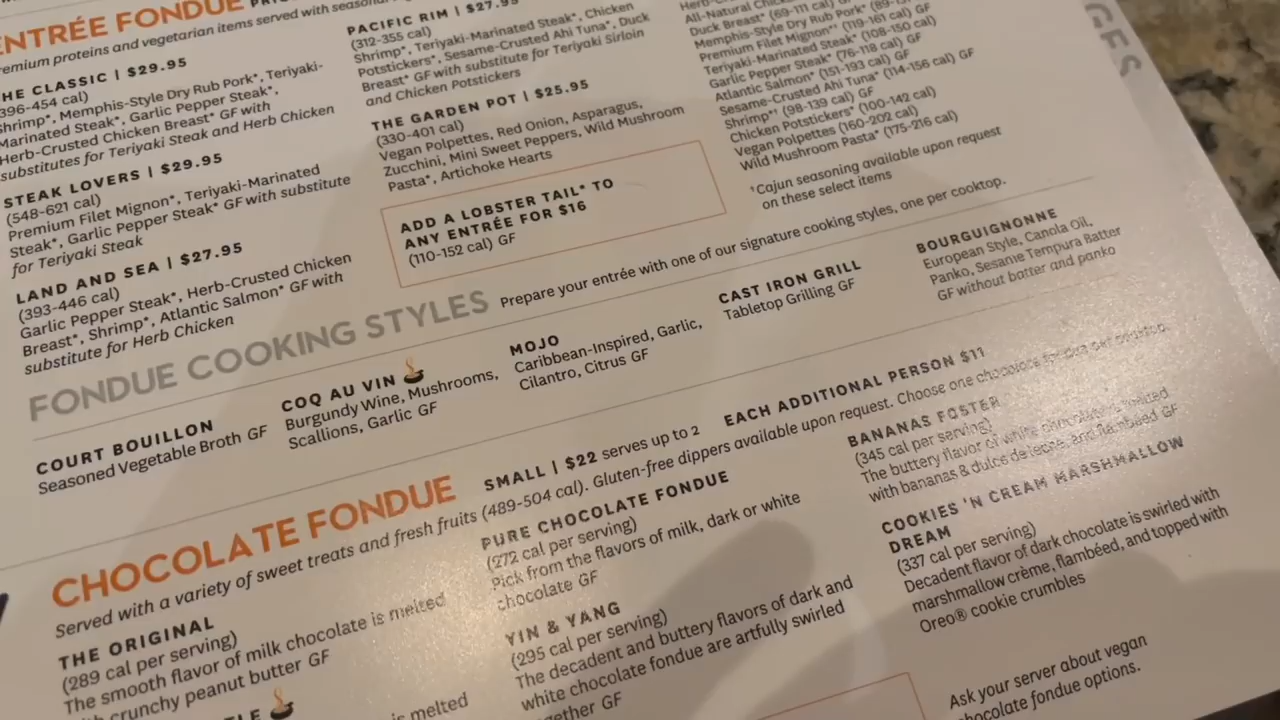 ENTRÉE FONDUE
remium proteins and vegetarian items served with
HE CLASSIC | $29.95
396-454 cal)
Shrimp*, Memphis-Style Dry Rub Pork*, Teriyaki-
Marinated Steak*, Garlic Pepper Steak*,
Herb-Crusted Chicken Breast* GF with
substitutes for Teriyaki Steak and Herb Chicken
STEAK LOVERS | $29.95
(548-621 cal)
Premium Filet Mignon*, Teriyaki-Marinated
Steak*, Garlic Pepper Steak* GF with substitute
for Teriyaki Steak
LAND AND SEA | $27.95
(393-446 cal)
Garlic Pepper Steak*, Herb-Crusted Chicken
Breast*, Shrimp*, Atlantic Salmon* GF with
substitute for Herb Chicken
PACIFIC RIM | $27.95
(312-355 cal)
Shrimp*, Teriyaki-Marinated Steak*, Chicken
Potstickers*, Sesame-Crusted Ahi Tuna*, Duck
Breast* GF with substitute for Teriyaki Sirloin
and Chicken Potstickers
THE GARDEN POT | $25.95
(330-401 cal)
Vegan Polpettes, Red Onion, Asparagus,
Zucchini, Mini Sweet Peppers, Wild Mushroom
Pasta*, Artichoke Hearts
ADD A LOBSTER TAIL* TO
ANY ENTRÉE FOR $16
(110-152 cal) GF
All-Natural
Duck Breast* (69-111 cal) GF
Memphis-Style Dry Rub Pork*
Premium Filet Mignon* (119-161 cal) GF
Teriyaki-Marinated Steak* (108-150 cal)
Garlic Pepper Steak* (76-118 cal) GF
Atlantic Salmon* (151-193 cal) GF
Sesame-Crusted Ahi Tuna* (114-156 cal) GF
Shrimp*† (98-139 cal) GF
Chicken Potstickers* (100-142 cal)
Vegan Polpettes (160-202 cal)
Wild Mushroom Pasta* (175-216 cal)
†Cajun seasoning available upon request
on these select items
FONDUE COOKING STYLES Prepare your entrée with one of our signature cooking styles, one per cooktop.
COURT BOUILLON
Seasoned Vegetable Broth GF
COQ AU VIN
Burgundy Wine, Mushrooms,
Scallions, Garlic GF
MOJO
Caribbean-Inspired, Garlic,
Cilantro, Citrus GF
CAST IRON GRILL
Tabletop Grilling GF
BOURGUIGNONNE
European Style, Canola Oil,
Panko, Sesame Tempura Batter
GF without batter and panko
CHOCOLATE FONDUE SMALL | $22 serves up to 2 EACH ADDITIONAL PERSON $11
Served with a variety of sweet treats and fresh fruits (489-504 cal). Gluten-free dippers available upon request. Choose one chocolate fondue per cooktop.
THE ORIGINAL
(289 cal per serving)
The smooth flavor of milk chocolate is melted
crunchy peanut butter GF
is melted
PURE CHOCOLATE FONDUE
(272 cal per serving)
Pick from the flavors of milk, dark or white
chocolate GF
YIN & YANG
(295 cal per serving)
The decadent and buttery flavors of dark and
white chocolate fondue are artfully swirled
gether GF
BANANAS FOSTER
(345 cal per serving)
The buttery flavor of white chocolate is melted
with bananas & dulce de leche, and flambéed GF
COOKIES 'N CREAM MARSHMALLOW
DREAM
(337 cal per serving)
Decadent flavor of dark chocolate is swirled with
marshmallow crème, flambéed, and topped with
Oreo® cookie crumbles
Ask your server about vegan
chocolate fondue options.